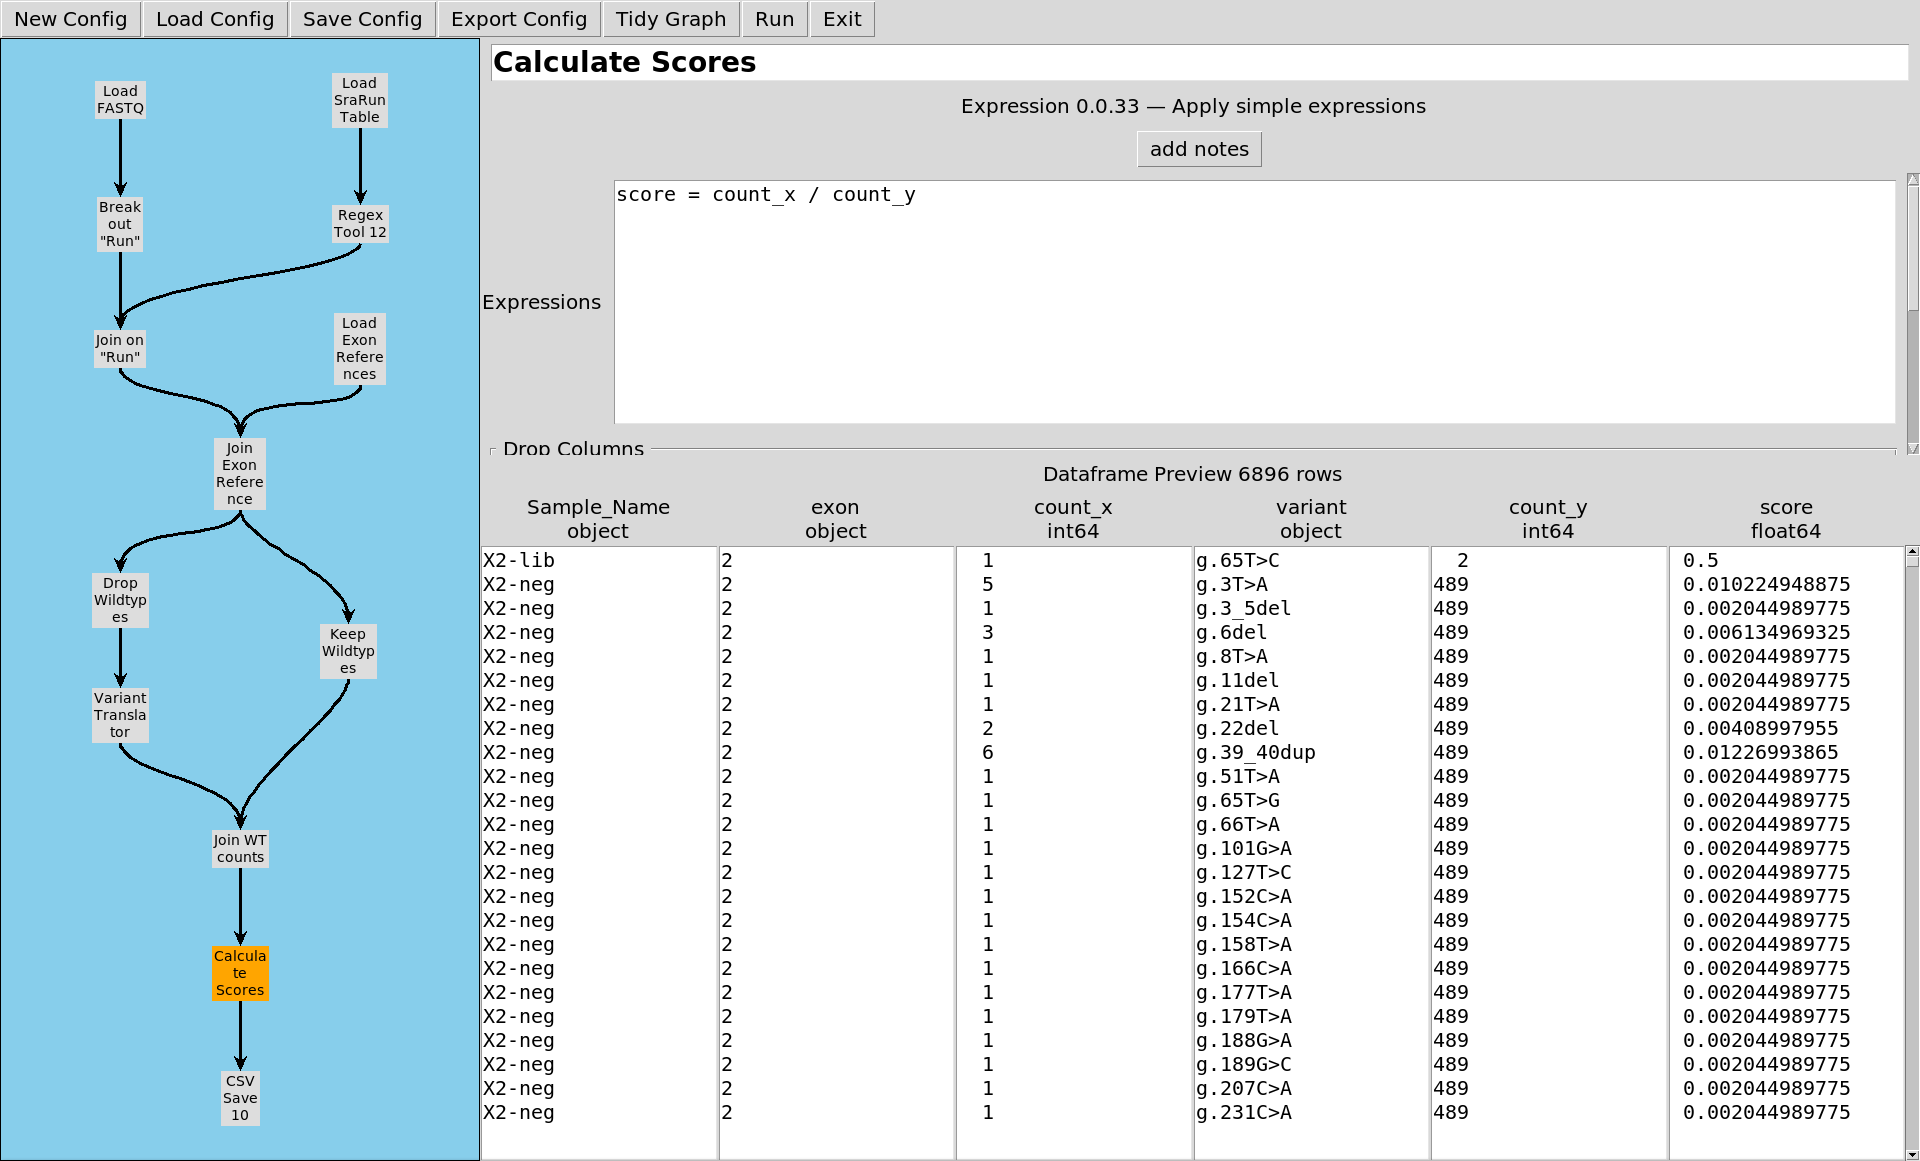 New Config Load Config Save Config Export Config Tidy Graph Run Exit
Load
FASTQ
Load
SraRun
Table
Break
out
"Run"
Regex
Tool 12
Join on
"Run"
Load
Exon
Refere
nces
Join
Exon
Refere
nce
Drop
Wildtyp
es
Keep
Wildtyp
es
Variant
Transla
tor
Join WT
counts
Calcula
te
Scores
CSV
Save
10
Calculate Scores
Expression 0.0.33 — Apply simple expressions
add notes
Expressions
score = count_x / count_y
Drop Columns
Dataframe Preview 6896 rows
Sample_Name exon count_x variant count_y score
object object int64 object int64 float64
X2-lib 2 1 g.65T>C 2 0.5
X2-neg 2 5 g.3T>A 489 0.010224948875
X2-neg 2 1 g.3_5del 489 0.002044989775
X2-neg 2 3 g.6del 489 0.006134969325
X2-neg 2 1 g.8T>A 489 0.002044989775
X2-neg 2 1 g.11del 489 0.002044989775
X2-neg 2 1 g.21T>A 489 0.002044989775
X2-neg 2 2 g.22del 489 0.00408997955
X2-neg 2 6 g.39_40dup 489 0.01226993865
X2-neg 2 1 g.51T>A 489 0.002044989775
X2-neg 2 1 g.65T>G 489 0.002044989775
X2-neg 2 1 g.66T>A 489 0.002044989775
X2-neg 2 1 g.101G>A 489 0.002044989775
X2-neg 2 1 g.127T>C 489 0.002044989775
X2-neg 2 1 g.152C>A 489 0.002044989775
X2-neg 2 1 g.154C>A 489 0.002044989775
X2-neg 2 1 g.158T>A 489 0.002044989775
X2-neg 2 1 g.166C>A 489 0.002044989775
X2-neg 2 1 g.177T>A 489 0.002044989775
X2-neg 2 1 g.179T>A 489 0.002044989775
X2-neg 2 1 g.188G>A 489 0.002044989775
X2-neg 2 1 g.189G>C 489 0.002044989775
X2-neg 2 1 g.207C>A 489 0.002044989775
X2-neg 2 1 g.231C>A 489 0.002044989775